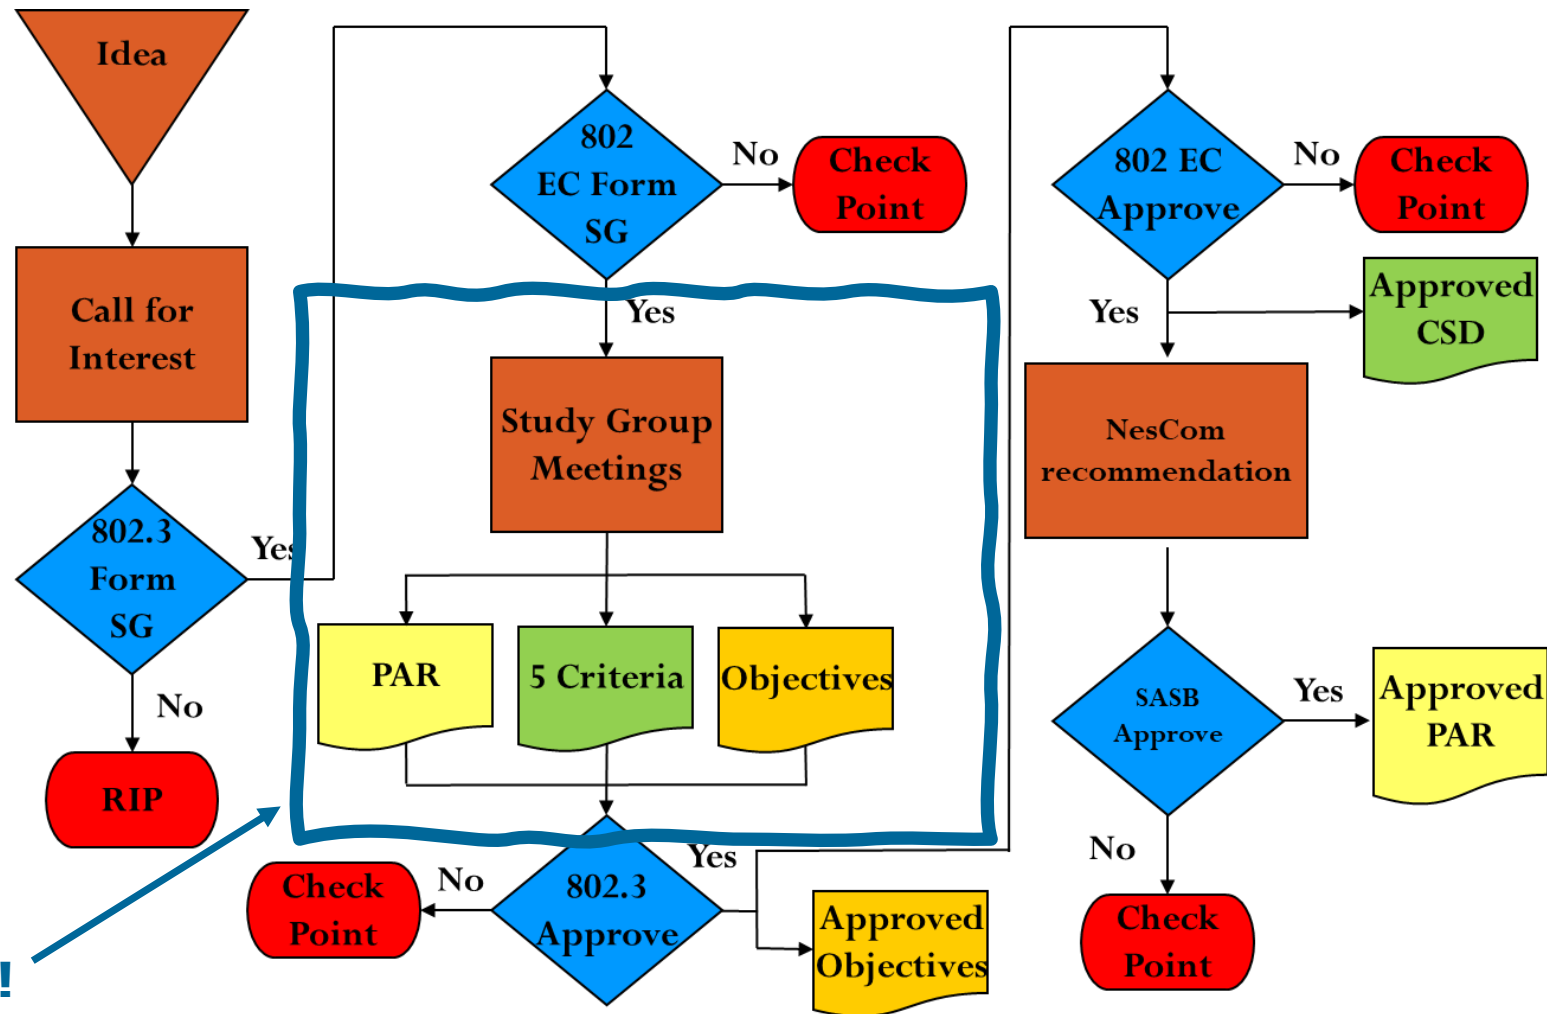 Idea
Call for
Interest
802.3
Form
SG
Yes
No
RIP
802
EC Form
SG
No
Check
Point
Yes
Study Group
Meetings
PAR
5 Criteria
Objectives
802.3
Approve
No
Check
Point
Yes
Approved
Objectives
802 EC
Approve
No
Check
Point
Yes
Approved
CSD
NesCom
recommendation
SASB
Approve
Yes
Approved
PAR
No
Check
Point
!